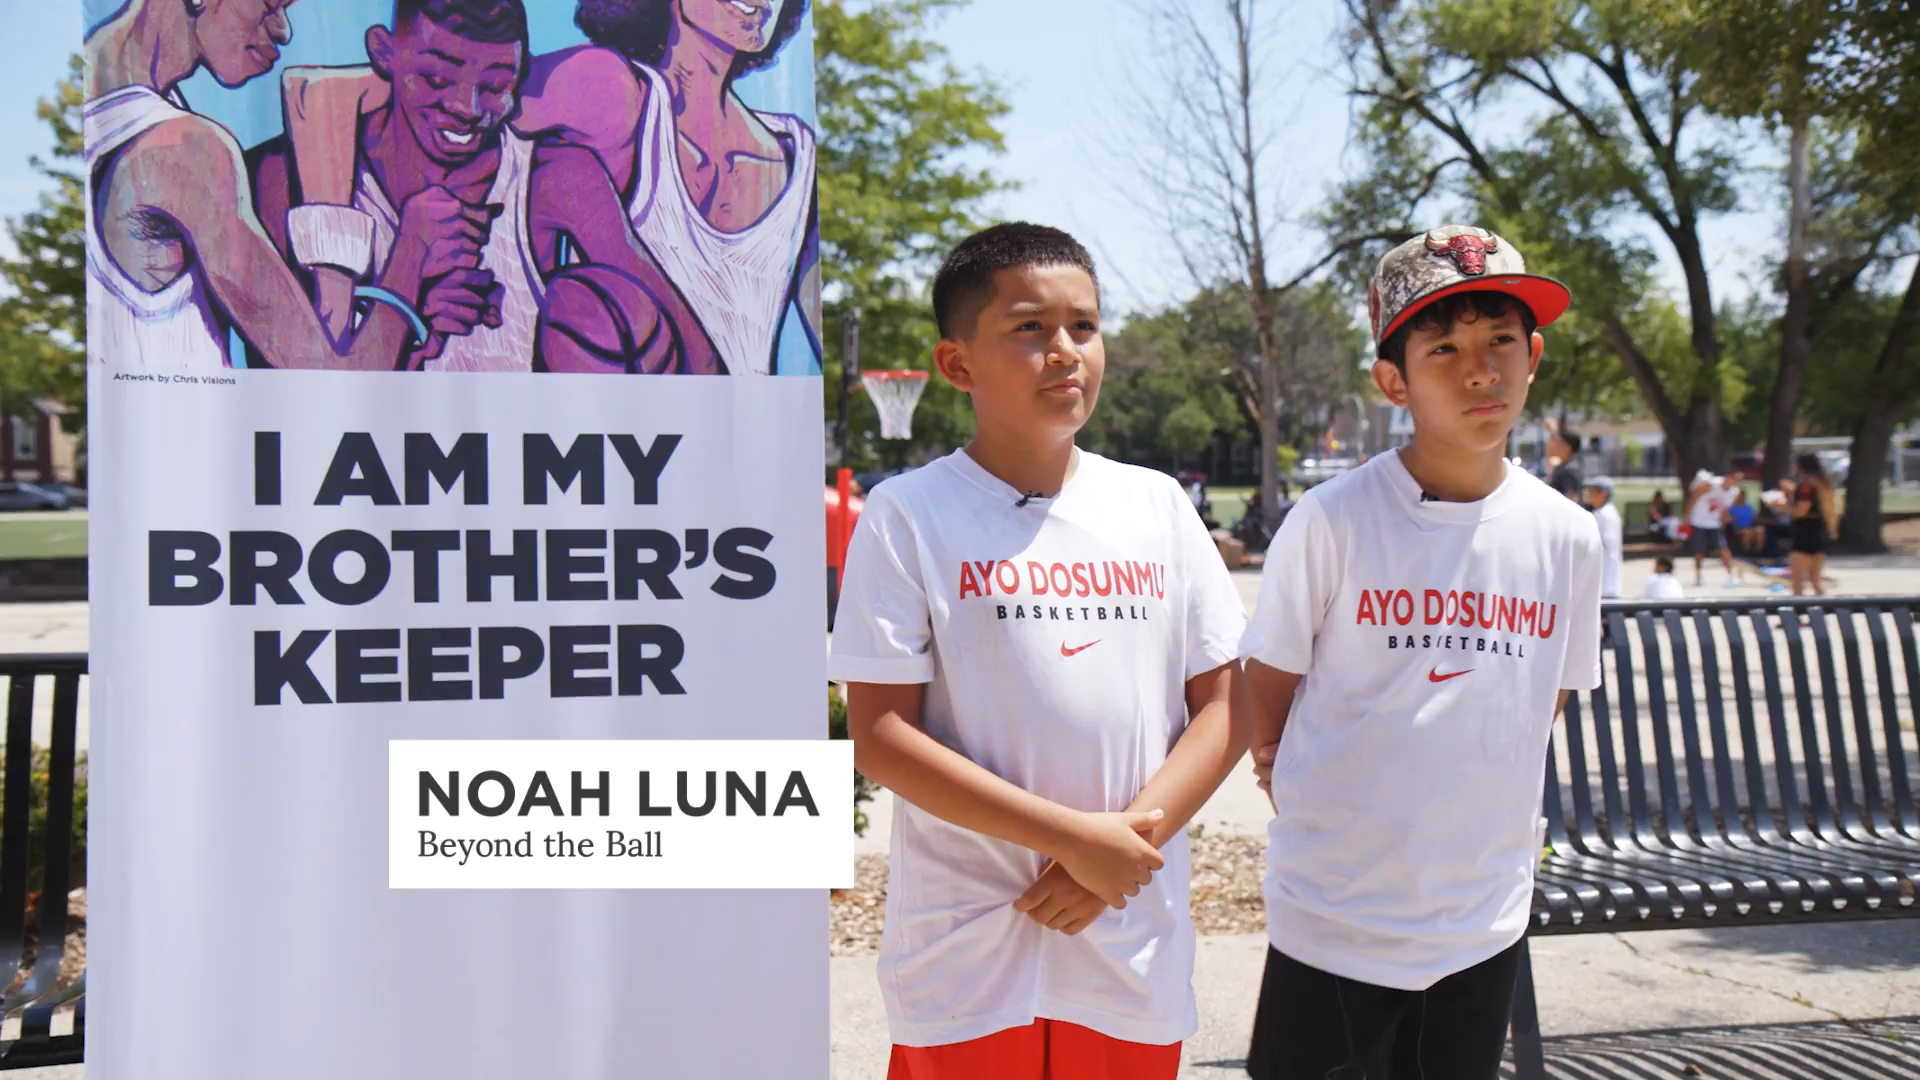 Artwork by Chris Visions
I AM MY
BROTHER'S
KEEPER
NOAH LUNA
Beyond the Ball
AYO DOSUNMU
BASKETBALL
AYO DOSUNMU
BASKETBALL